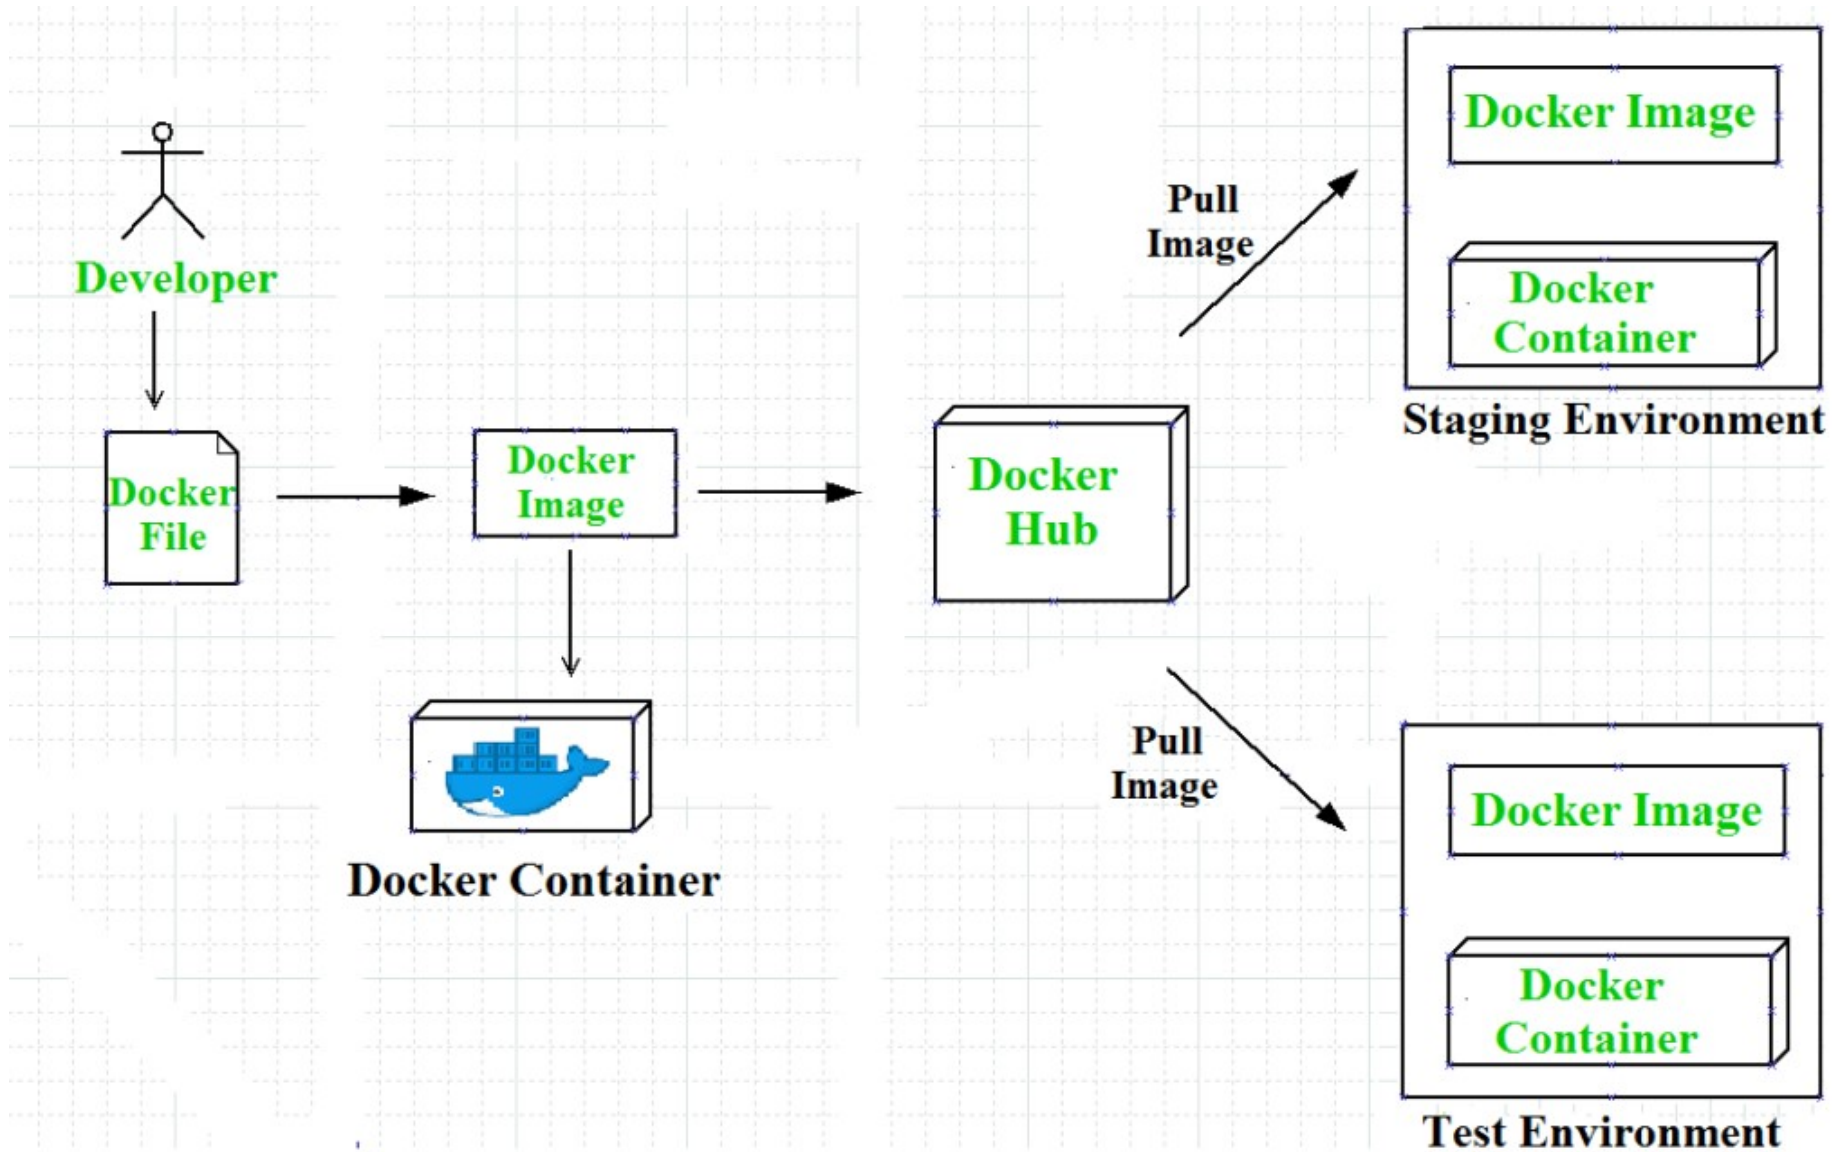 Developer
Docker
File
Docker
Image
Docker Container
Docker
Hub
Pull
Image
Docker Image
Docker
Container
Staging Environment
Pull
Image
Docker Image
Docker
Container
Test Environment